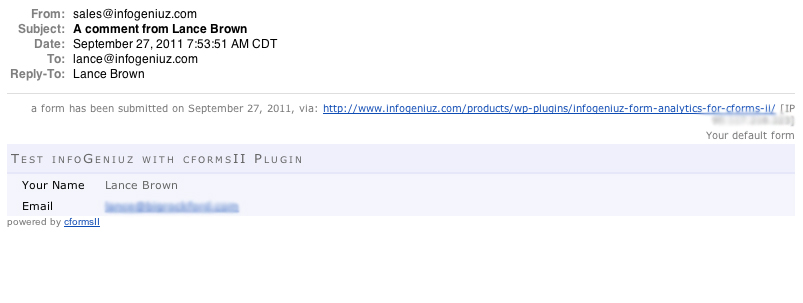 From: sales@infogeniuz.com
Subject: A comment from Lance Brown
Date: September 27, 2011 7:53:51 AM CDT
To: lance@infogeniuz.com
Reply-To: Lance Brown
a form has been submitted on September 27, 2011, via: http://www.infogeniuz.com/products/wp-plugins/infogeniuz-form-analytics-for-cforms-ii/ [IP
Your default form
Test infoGeniuz with cformsII Plugin
Your Name Lance Brown
Email
powered by cformsII